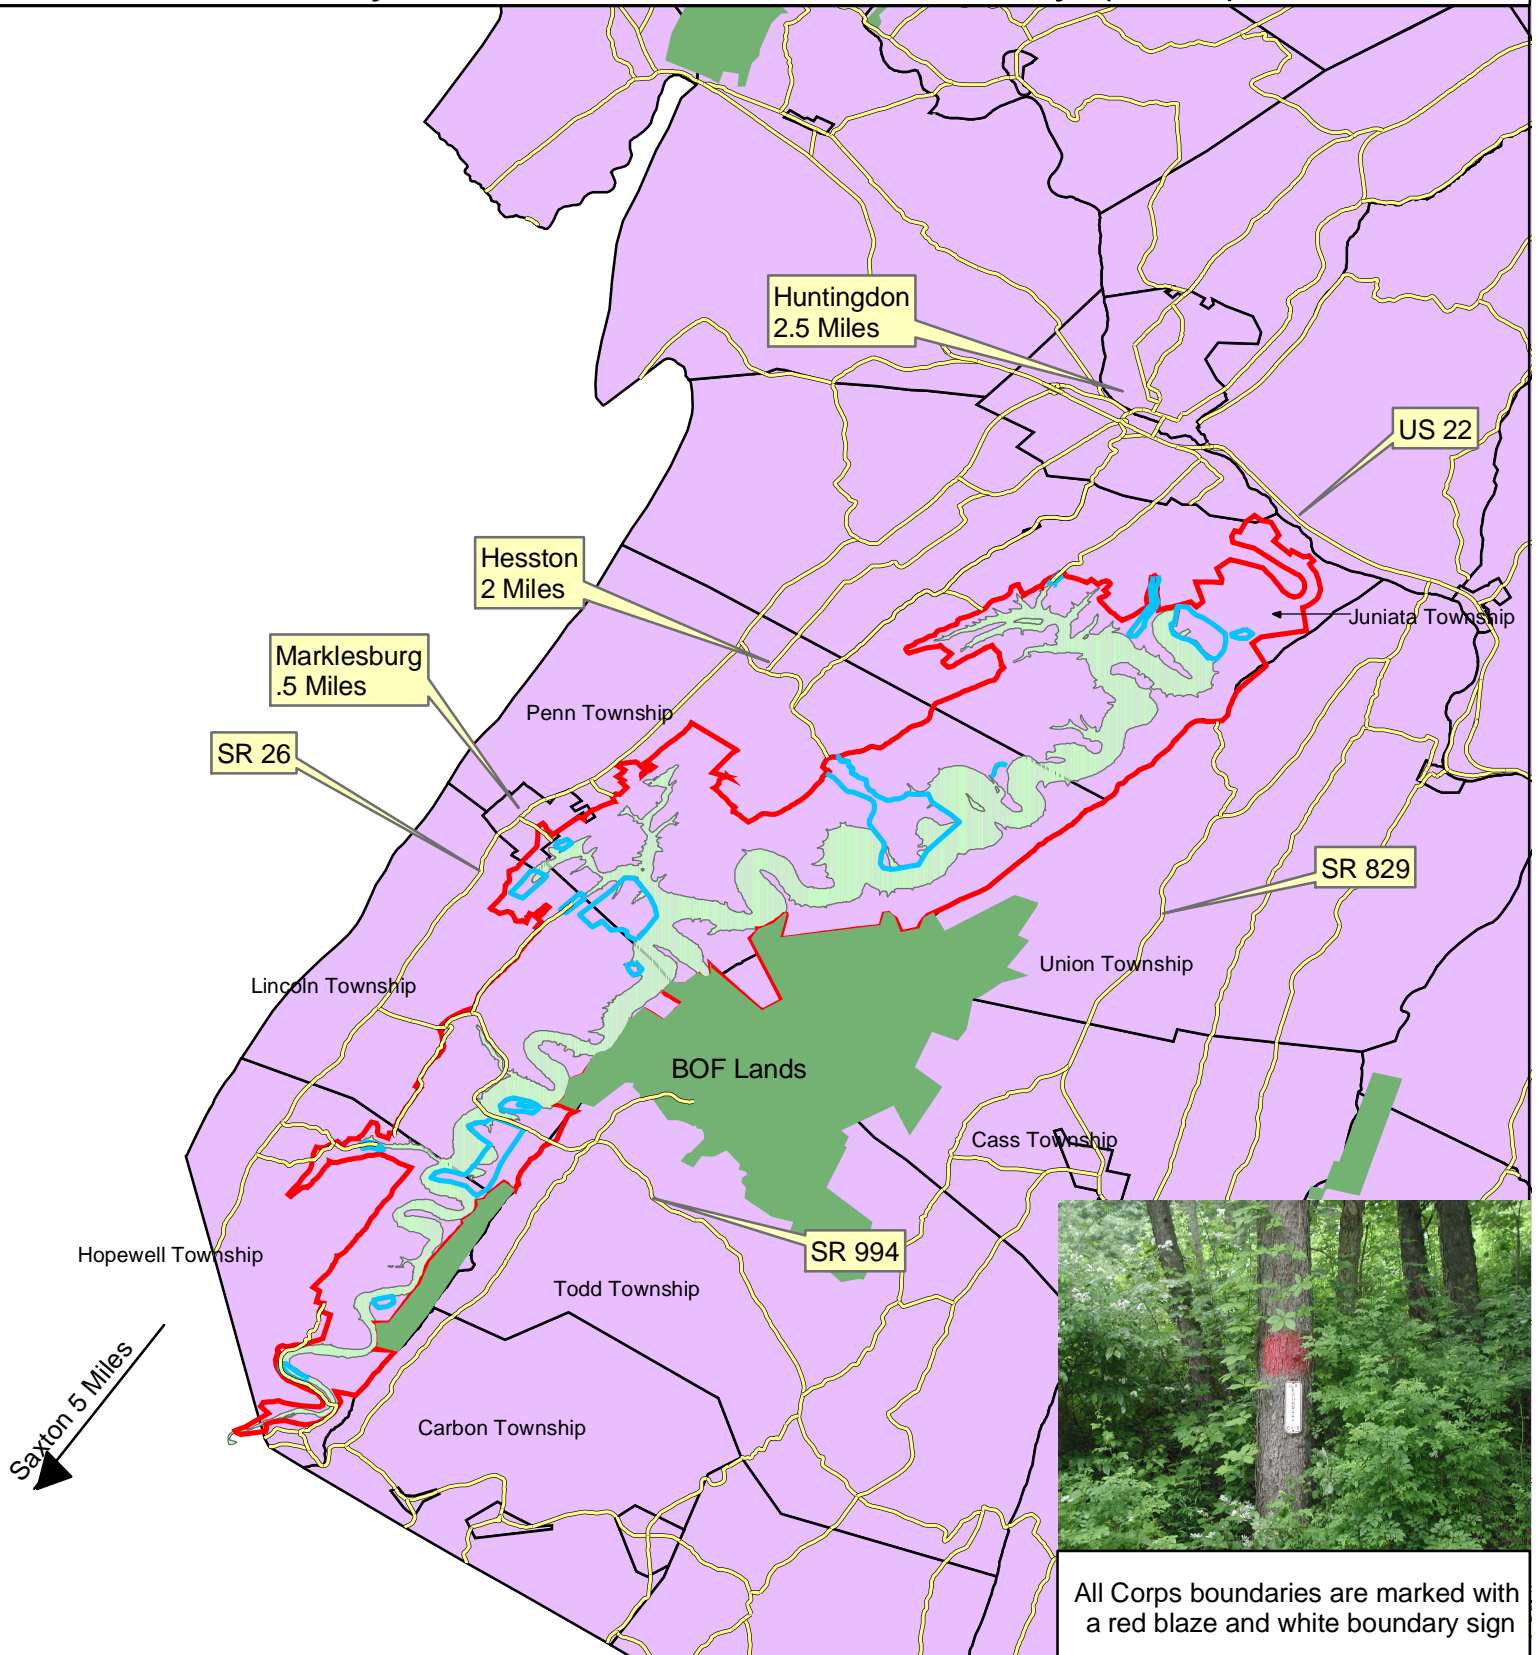 Huntingdon
2.5 Miles
US 22
Hesston
2 Miles
Juniata Township
Marklesburg
.5 Miles
Penn Township
SR 26
SR 829
Union Township
Lincoln Township
BOF Lands
Cass Township
SR 994
Hopewell Township
Todd Township
Saxton 5 Miles
Carbon Township
All Corps boundaries are marked with
a red blaze and white boundary sign